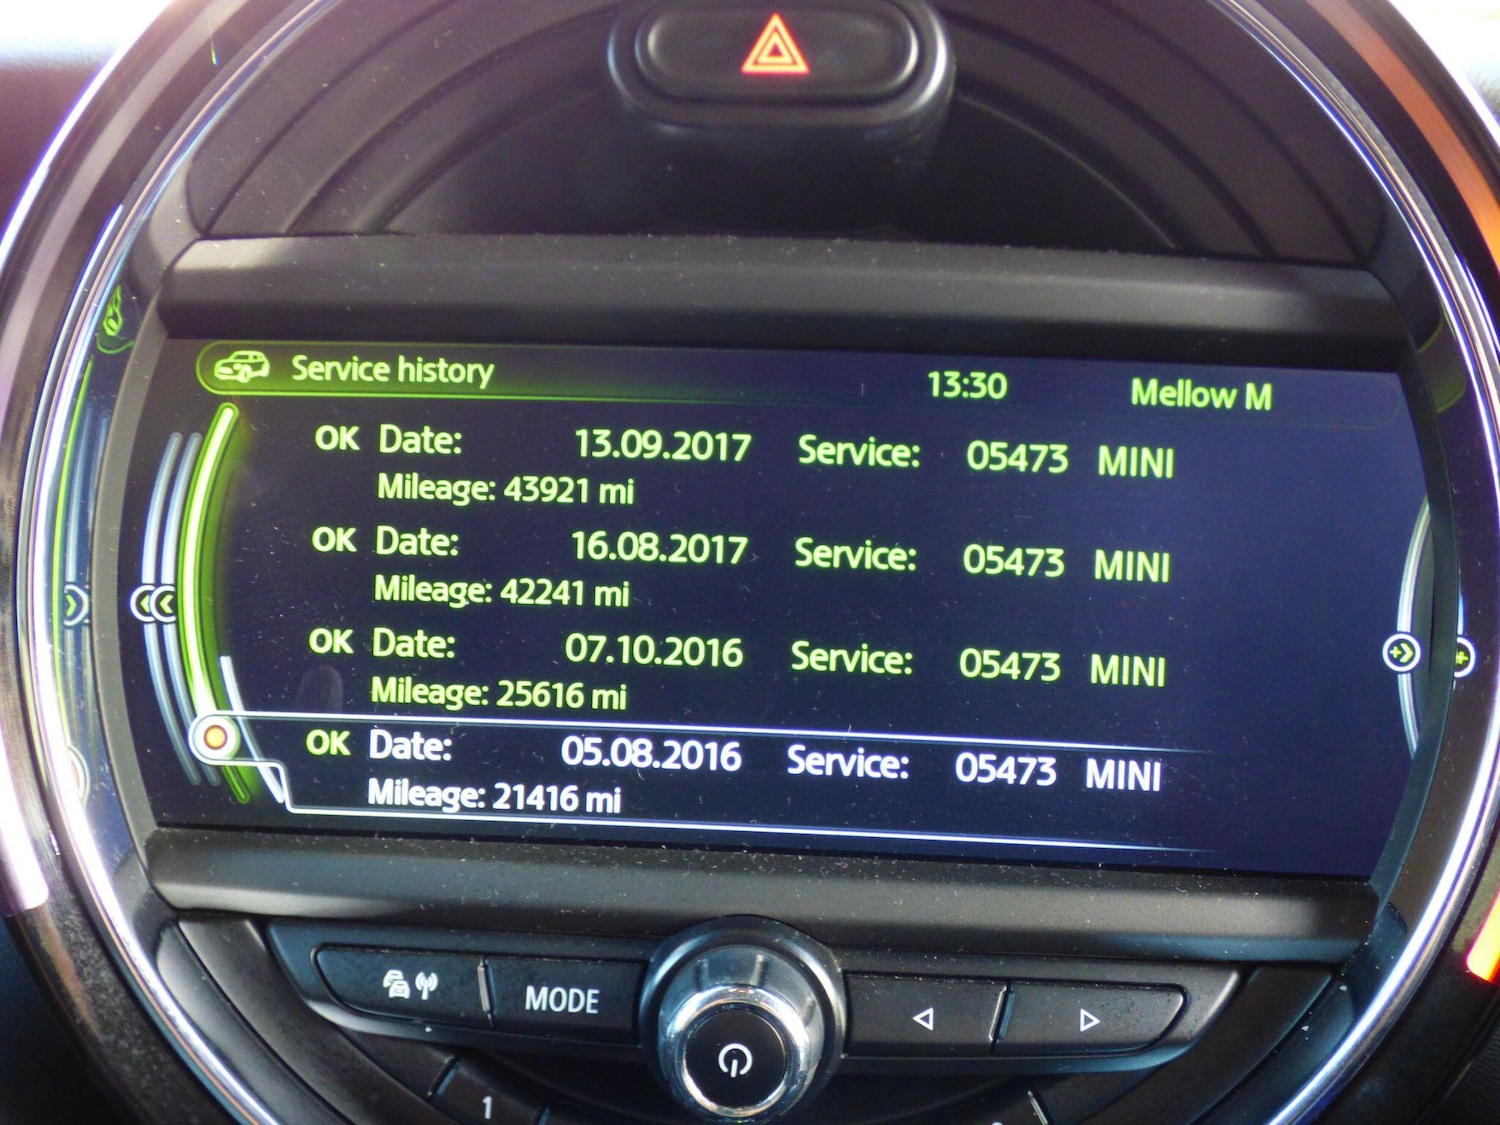 Service history 13:30 Mellow M
OK Date: 13.09.2017 Service: 05473 MINI
Mileage: 43921 mi
OK Date: 16.08.2017 Service: 05473 MINI
Mileage: 42241 mi
OK Date: 07.10.2016 Service: 05473 MINI
Mileage: 25616 mi
OK Date: 05.08.2016 Service: 05473 MINI
Mileage: 21416 mi
MODE
1